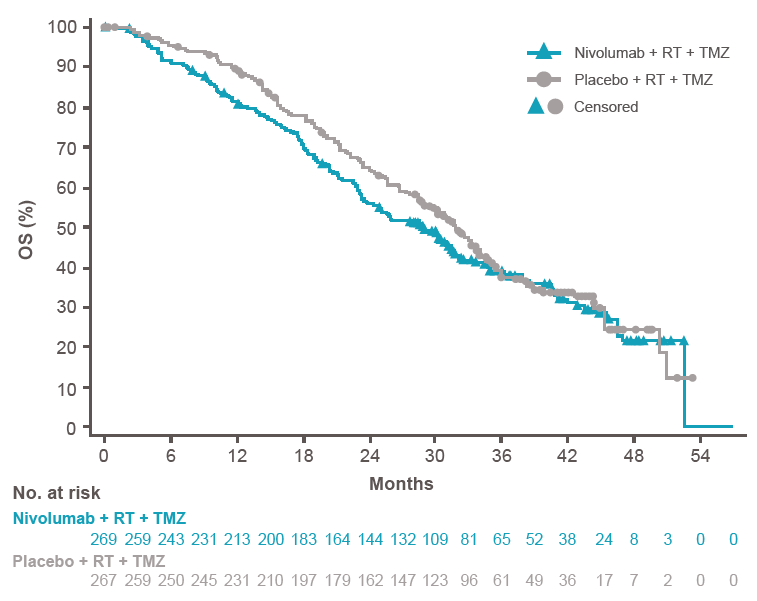 100
90
80
70
60
50
40
30
20
10
0
OS (%)
Nivolumab + RT + TMZ
Placebo + RT + TMZ
Censored
0 6 12 18 24 30 36 42 48 54
Months
No. at risk
Nivolumab + RT + TMZ
269 259 243 231 213 200 183 164 144 132 109 81 65 52 38 24 8 3 0 0
Placebo + RT + TMZ
267 259 250 245 231 210 197 179 162 147 123 96 61 49 36 17 7 2 0 0